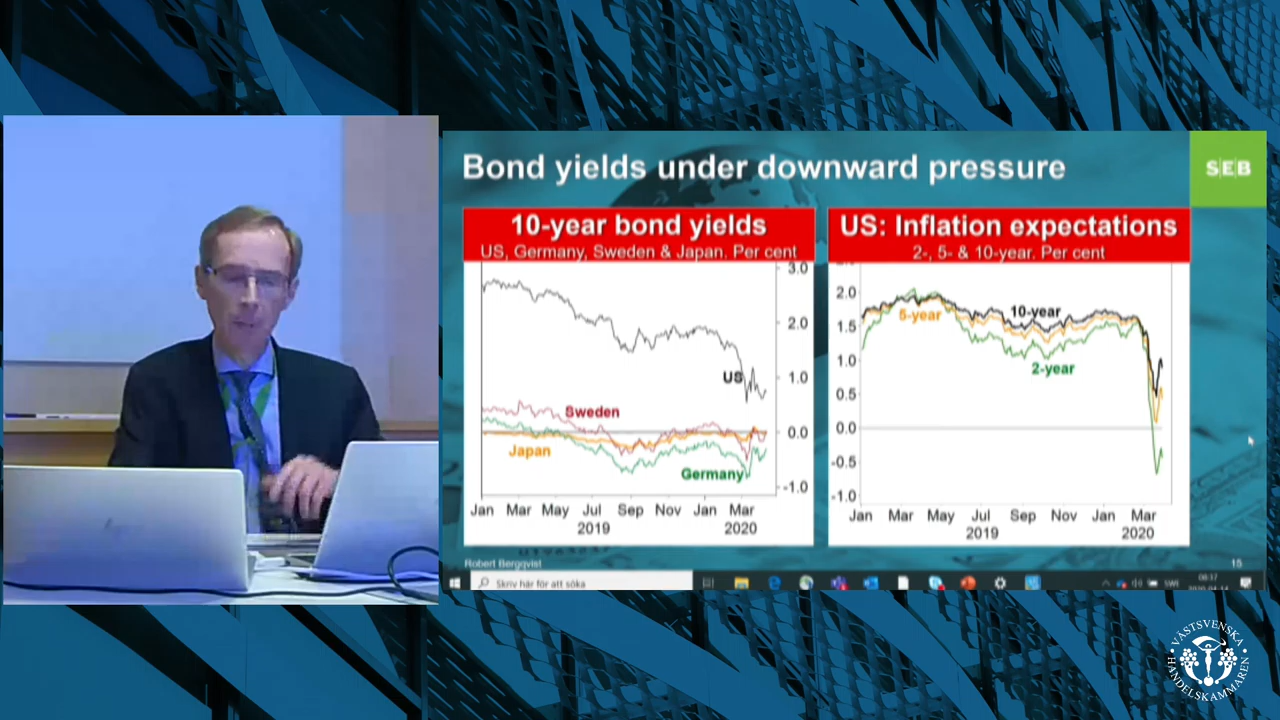 Bond yields under downward pressure
SEB
10-year bond yields
US, Germany, Sweden & Japan. Per cent
3.0
2.0
1.0
0.0
-1.0
US
Sweden
Japan
Germany
Jan Mar May Jul Sep Nov Jan Mar
2019 2020
US: Inflation expectations
2-, 5- & 10-year. Per cent
2.0
1.5
1.0
0.5
0.0
-0.5
-1.0
10-year
5-year
2-year
Jan Mar May Jul Sep Nov Jan Mar
2019 2020
Robert Bergqvist
15
Skriv här för att söka
SWE
08:37
VÄSTSVENSKA
HANDELSKAMMAREN